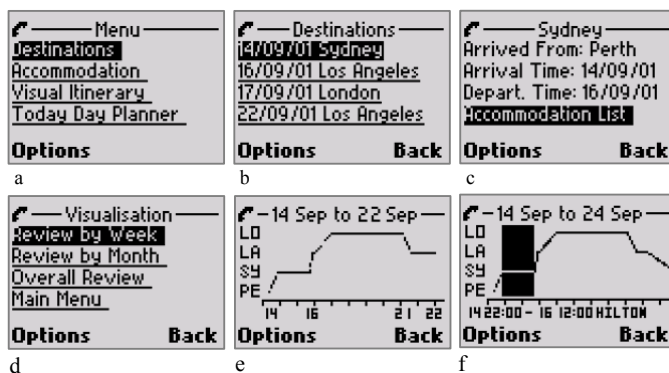 Menu
Destinations
Accommodation
Visual Itinerary
Today Day Planner
Options
a
Destinations
14/09/01 Sydney
16/09/01 Los Angeles
17/09/01 London
22/09/01 Los Angeles
Options Back
b
Sydney
Arrived From: Perth
Arrival Time: 14/09/01
Depart. Time: 16/09/01
Accommodation List
Options Back
c
Visualisation
Review by Week
Review by Month
Overall Review
Main Menu
Options Back
d
14 Sep to 22 Sep
LO
LA
SY
PE
14 16 21 22
Options Back
e
14 Sep to 24 Sep
LO
LA
SY
PE
14 22:00 - 16 12:00 HILTON
Options Back
f